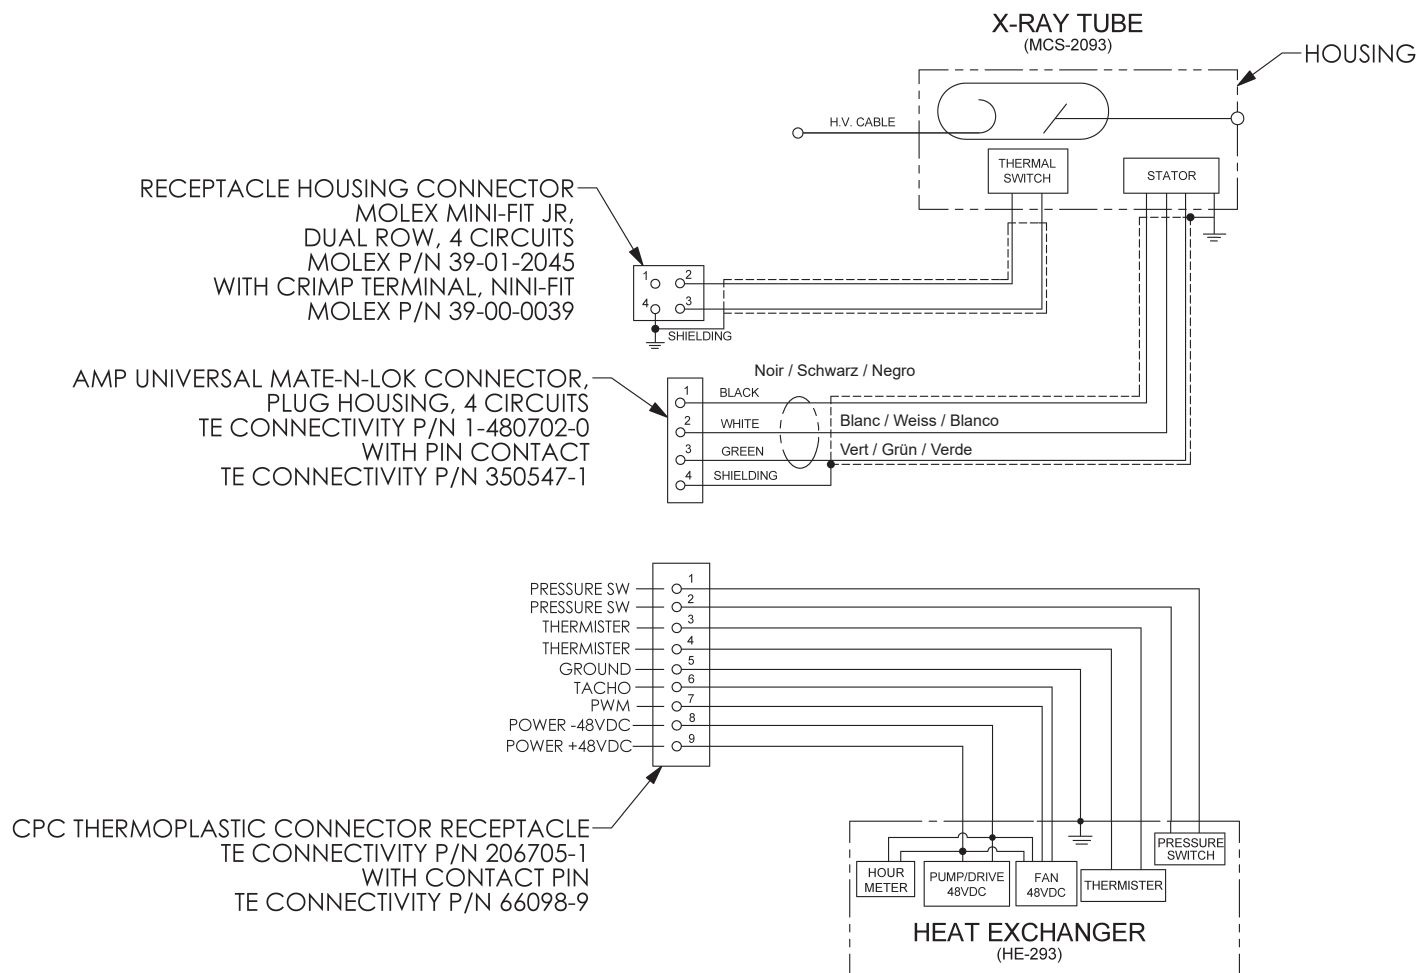 X-RAY TUBE
(MCS-2093)
HOUSING
H.V. CABLE
THERMAL
SWITCH
STATOR
RECEPTACLE HOUSING CONNECTOR
MOLEX MINI-FIT JR,
DUAL ROW, 4 CIRCUITS
MOLEX P/N 39-01-2045
WITH CRIMP TERMINAL, NINI-FIT
MOLEX P/N 39-00-0039
1 2
4 3
SHIELDING
AMP UNIVERSAL MATE-N-LOK CONNECTOR,
PLUG HOUSING, 4 CIRCUITS
TE CONNECTIVITY P/N 1-480702-0
WITH PIN CONTACT
TE CONNECTIVITY P/N 350547-1
Noir / Schwarz / Negro
1 BLACK
2 WHITE Blanc / Weiss / Blanco
3 GREEN Vert / Grün / Verde
4 SHIELDING
PRESSURE SW 1
PRESSURE SW 2
THERMISTER 3
THERMISTER 4
GROUND 5
TACHO 6
PWM 7
POWER -48VDC 8
POWER +48VDC 9
CPC THERMOPLASTIC CONNECTOR RECEPTACLE
TE CONNECTIVITY P/N 206705-1
WITH CONTACT PIN
TE CONNECTIVITY P/N 66098-9
HOUR
METER
PUMP/DRIVE
48VDC
FAN
48VDC
THERMISTER
PRESSURE
SWITCH
HEAT EXCHANGER
(HE-293)